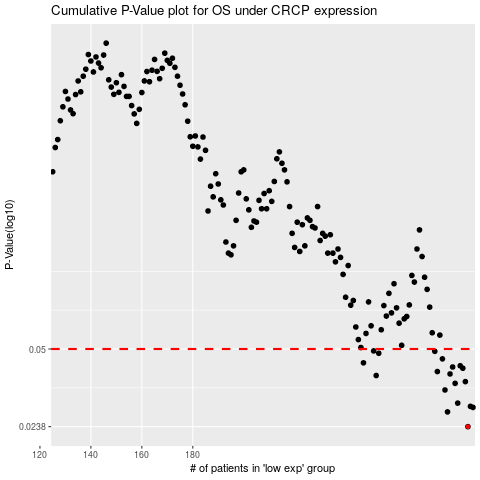 Cumulative P-Value plot for OS under CRCP expression
P-Value(log10)
0.05
0.0238
120 140 160 180
# of patients in 'low exp' group